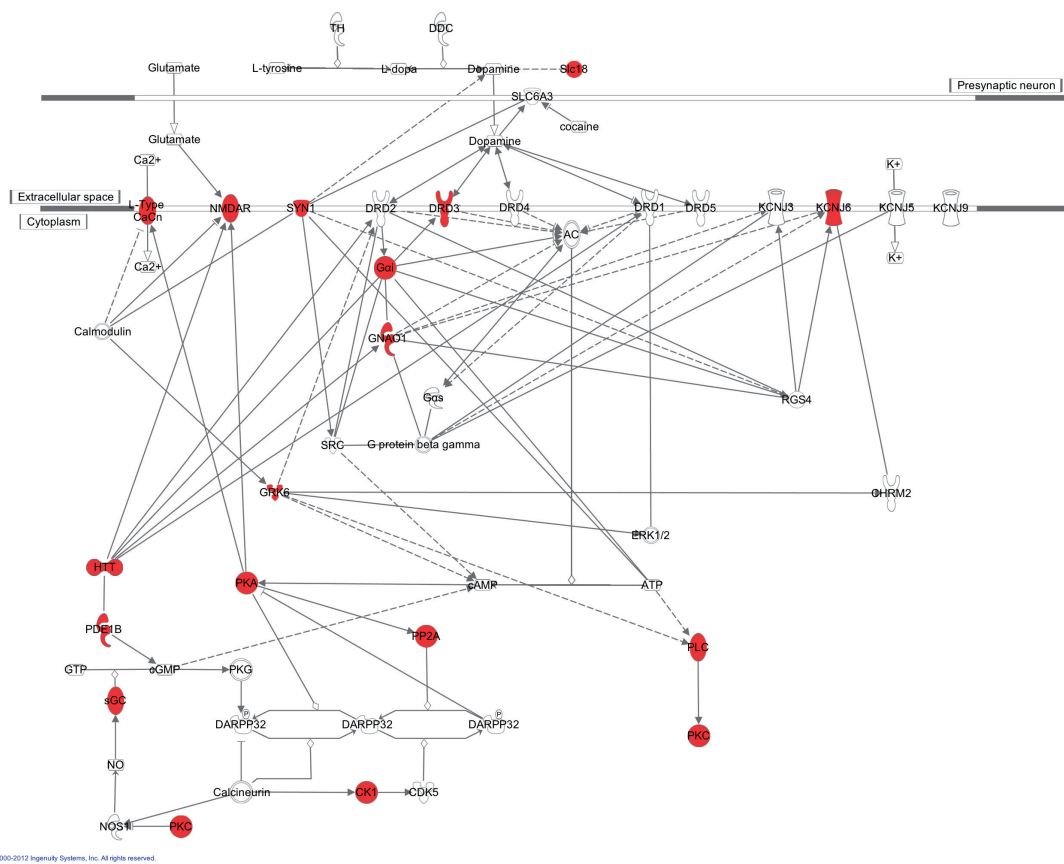 TH
DDC
Glutamate
L-tyrosine
L-dopa
Dopamine
Slc18
Presynaptic neuron
SLC6A3
cocaine
Glutamate
Dopamine
Ca2+
K+
Extracellular space
L-Type
CaCn
NMDAR
SYN1
DRD2
DRD3
DRD4
DRD1
DRD5
KCNJ3
KCNJ6
KCNJ5
KCNJ9
Cytoplasm
AC
Ca2+
Gαi
K+
Calmodulin
GNAO1
Gαs
RGS4
SRC
G protein beta gamma
GRK6
CHRM2
ERK1/2
HTT
PKA
cAMP
ATP
PDE1B
PP2A
PLC
GTP
cGMP
PKG
sGC
P
P
DARPP32
DARPP32
DARPP32
PKC
NO
Calcineurin
CK1
CDK5
NOS1
PKC
000-2012 Ingenuity Systems, Inc. All rights reserved.